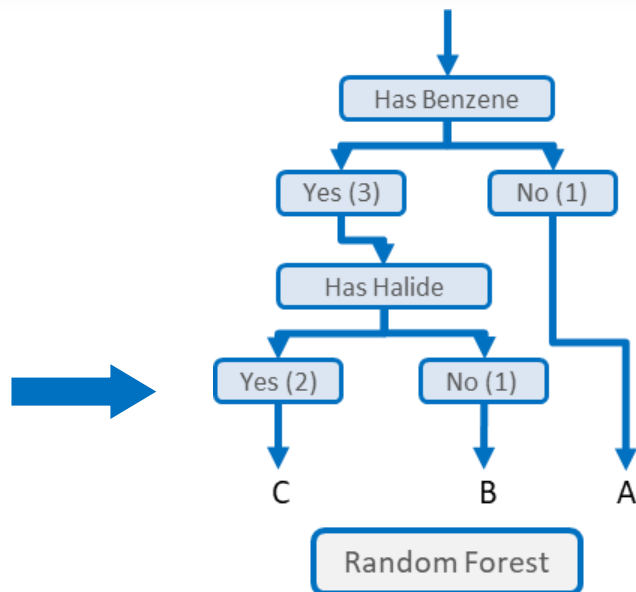 Has Benzene
Yes (3)
No (1)
Has Halide
Yes (2)
No (1)
C
B
A
Random Forest